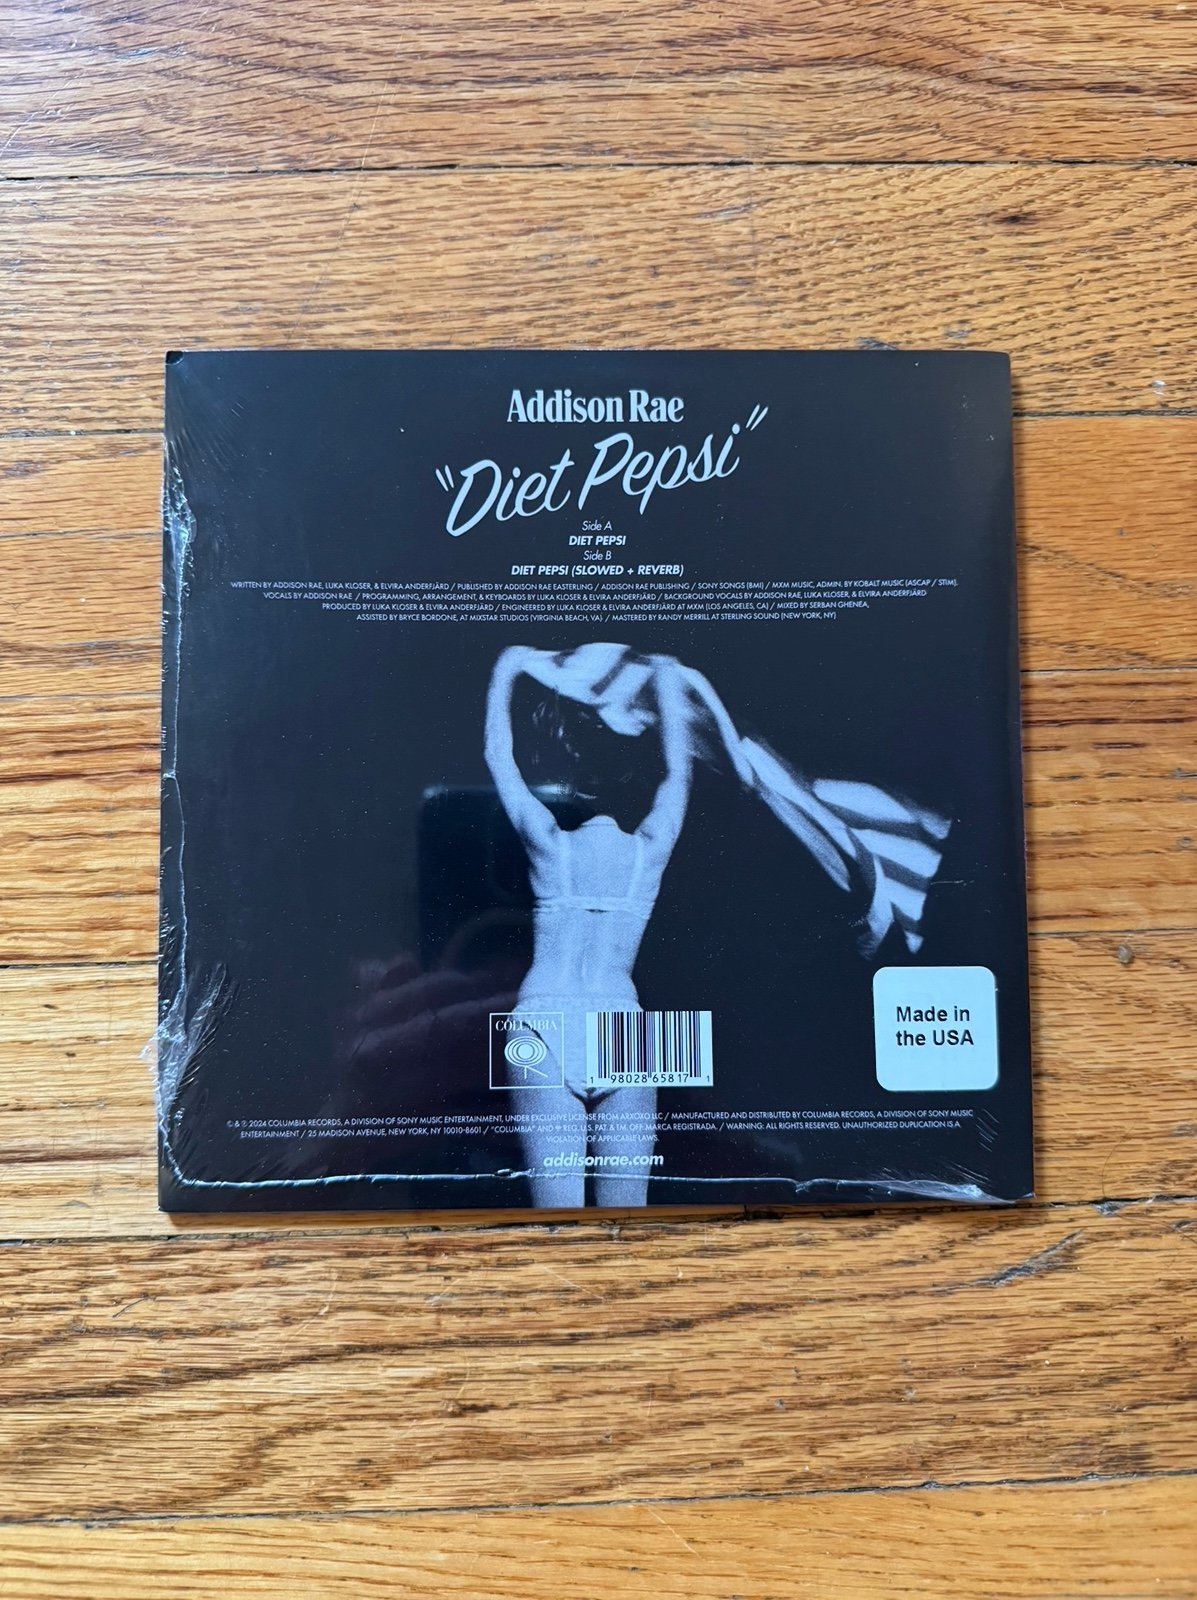 Addison Rae
"Diet Pepsi"
Side A
DIET PEPSI
Side B
DIET PEPSI (SLOWED + REVERB)
WRITTEN BY ADDISON RAE, LUKA KLOSER, & ELVIRA ANDERFJÄRD / PUBLISHED BY ADDISON RAE EASTERLING / ADDISON RAE PUBLISHING / SONY SONGS (BMI) / MXM MUSIC, ADMIN. BY KOBALT MUSIC (ASCAP / STIM).
VOCALS BY ADDISON RAE / PROGRAMMING, ARRANGEMENT, & KEYBOARDS BY LUKA KLOSER & ELVIRA ANDERFJÄRD / BACKGROUND VOCALS BY ADDISON RAE, LUKA KLOSER, & ELVIRA ANDERFJÄRD
PRODUCED BY LUKA KLOSER & ELVIRA ANDERFJÄRD / ENGINEERED BY LUKA KLOSER & ELVIRA ANDERFJÄRD AT MXM (LOS ANGELES, CA) / MIXED BY SERBAN GHENEA,
ASSISTED BY BRYCE BORDONE, AT MIXSTAR STUDIOS (VIRGINIA BEACH, VA) / MASTERED BY RANDY MERRILL AT STERLING SOUND (NEW YORK, NY)
Made in
the USA
COLUMBIA
1 98028 65817 1
© & ℗ 2024 COLUMBIA RECORDS, A DIVISION OF SONY MUSIC ENTERTAINMENT, UNDER EXCLUSIVE LICENSE FROM ARXOXO LLC / MANUFACTURED AND DISTRIBUTED BY COLUMBIA RECORDS, A DIVISION OF SONY MUSIC
ENTERTAINMENT / 25 MADISON AVENUE, NEW YORK, NY 10010-8601 / "COLUMBIA" AND REG. U.S. PAT. & TM. OFF. MARCA REGISTRADA. / WARNING: ALL RIGHTS RESERVED. UNAUTHORIZED DUPLICATION IS A
VIOLATION OF APPLICABLE LAWS.
addisonrae.com